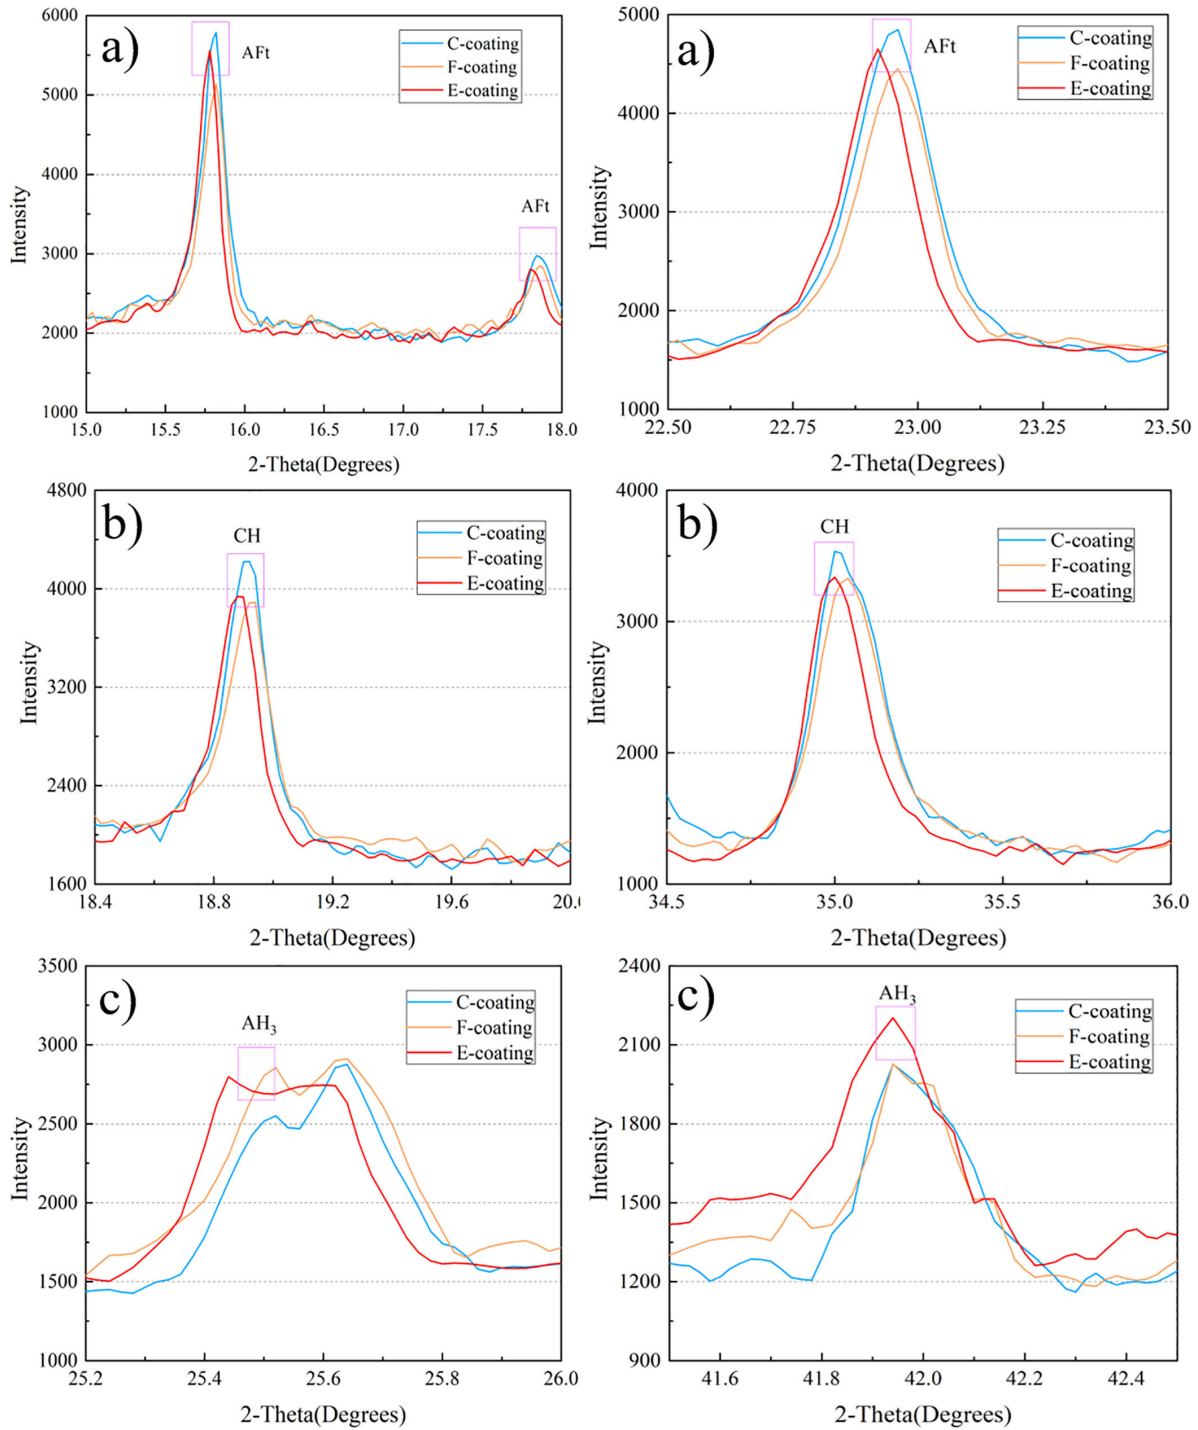 a)
AFt
AFt
C-coating
F-coating
E-coating
6000
5000
4000
3000
2000
1000
Intensity
15.0 15.5 16.0 16.5 17.0 17.5 18.0
2-Theta(Degrees)
a)
AFt
C-coating
F-coating
E-coating
5000
4000
3000
2000
1000
Intensity
22.50 22.75 23.00 23.25 23.50
2-Theta(Degrees)
b)
CH
C-coating
F-coating
E-coating
4800
4000
3200
2400
1600
Intensity
18.4 18.8 19.2 19.6 20.0
2-Theta(Degrees)
b)
CH
C-coating
F-coating
E-coating
4000
3000
2000
1000
Intensity
34.5 35.0 35.5 36.0
2-Theta(Degrees)
c)
AH₃
C-coating
F-coating
E-coating
3500
3000
2500
2000
1500
1000
Intensity
25.2 25.4 25.6 25.8 26.0
2-Theta(Degrees)
c)
AH₃
C-coating
F-coating
E-coating
2400
2100
1800
1500
1200
900
Intensity
41.6 41.8 42.0 42.2 42.4
2-Theta(Degrees)